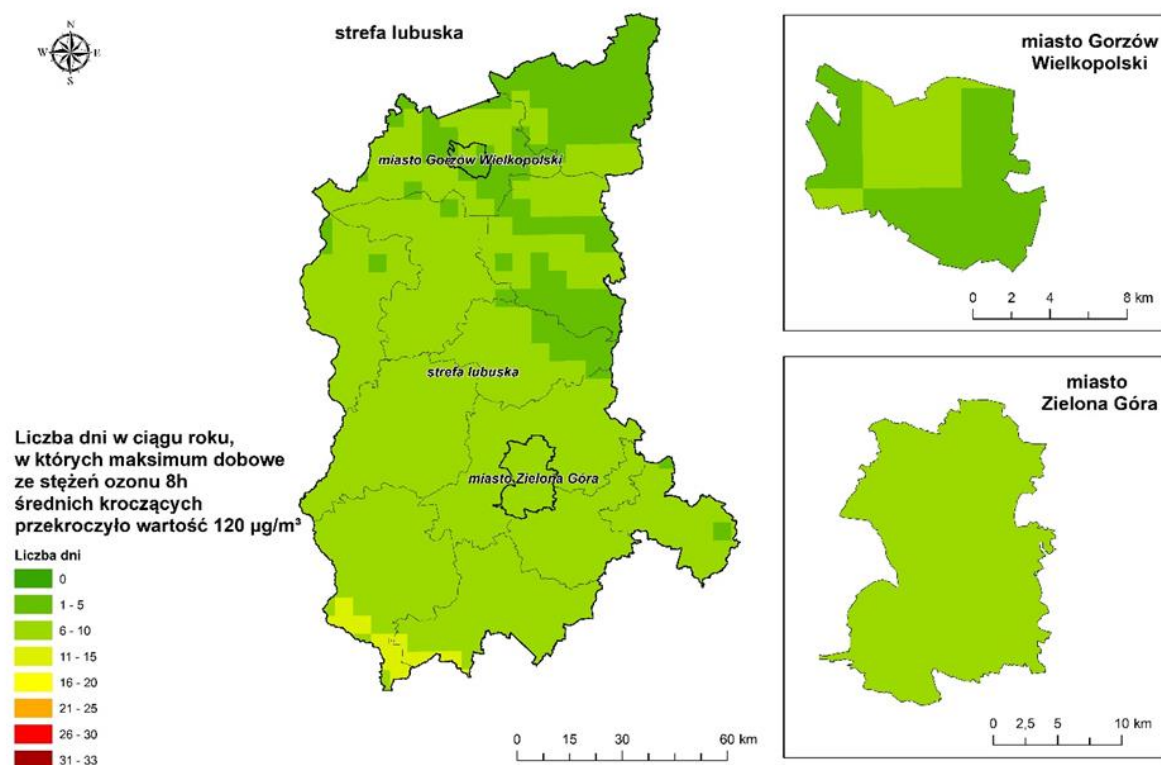 N
W E
S
strefa lubuska
miasto Gorzów Wielkopolski
strefa lubuska
miasto Zielona Góra
Liczba dni w ciągu roku,
w których maksimum dobowe
ze stężeń ozonu 8h
średnich kroczących
przekroczyło wartość 120 µg/m³
Liczba dni
0
1 - 5
6 - 10
11 - 15
16 - 20
21 - 25
26 - 30
31 - 33
0 15 30 60 km
miasto Gorzów
Wielkopolski
0 2 4 8 km
miasto
Zielona Góra
0 2,5 5 10 km